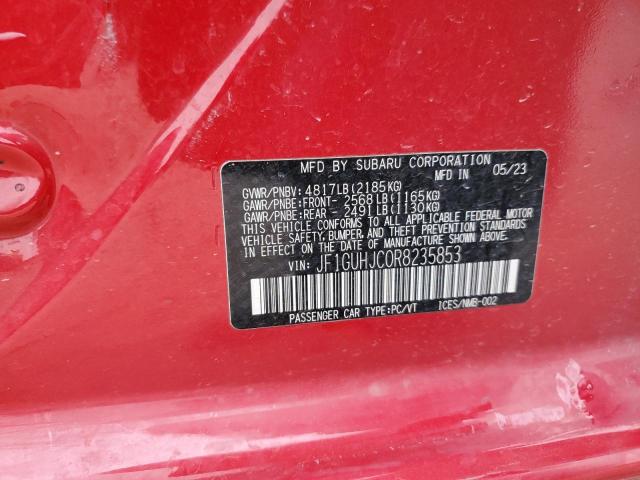 MFD BY SUBARU CORPORATION
MFD IN 05/23
GVWR/PNBV: 4817LB(2185KG)
GAWR/PNBE:FRONT- 2568LB(1165KG)
GAWR/PNBE:REAR - 2491LB(1130KG)
THIS VEHICLE CONFORMS TO ALL APPLICABLE FEDERAL MOTOR
VEHICLE SAFETY, BUMPER, AND THEFT PREVENTION STANDARDS
IN EFFECT ON THE DATE OF MANUFACTURE SHOWN ABOVE.
VIN: JF1GUHJC0R8235853
PASSENGER CAR TYPE:PC/VT ICES/NMB-002